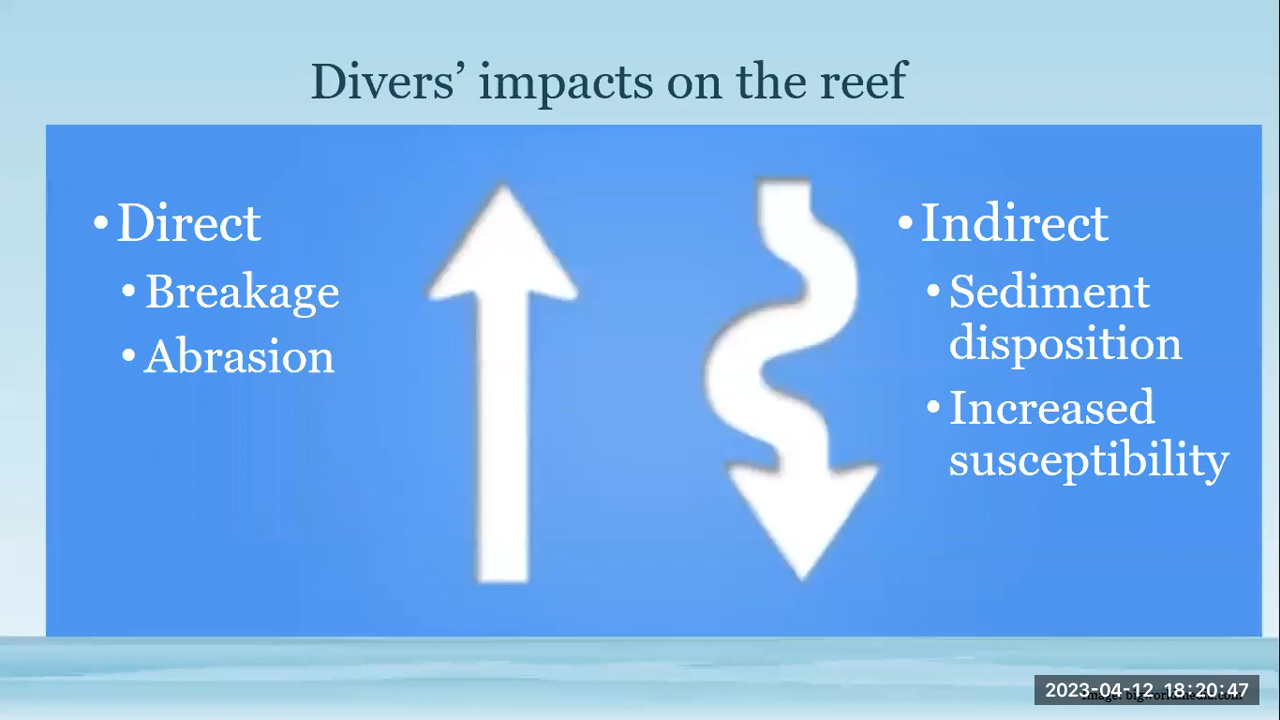 Divers’ impacts on the reef
• Direct
• Breakage
• Abrasion
• Indirect
• Sediment
disposition
• Increased
susceptibility
2023-04-12 18:20:47